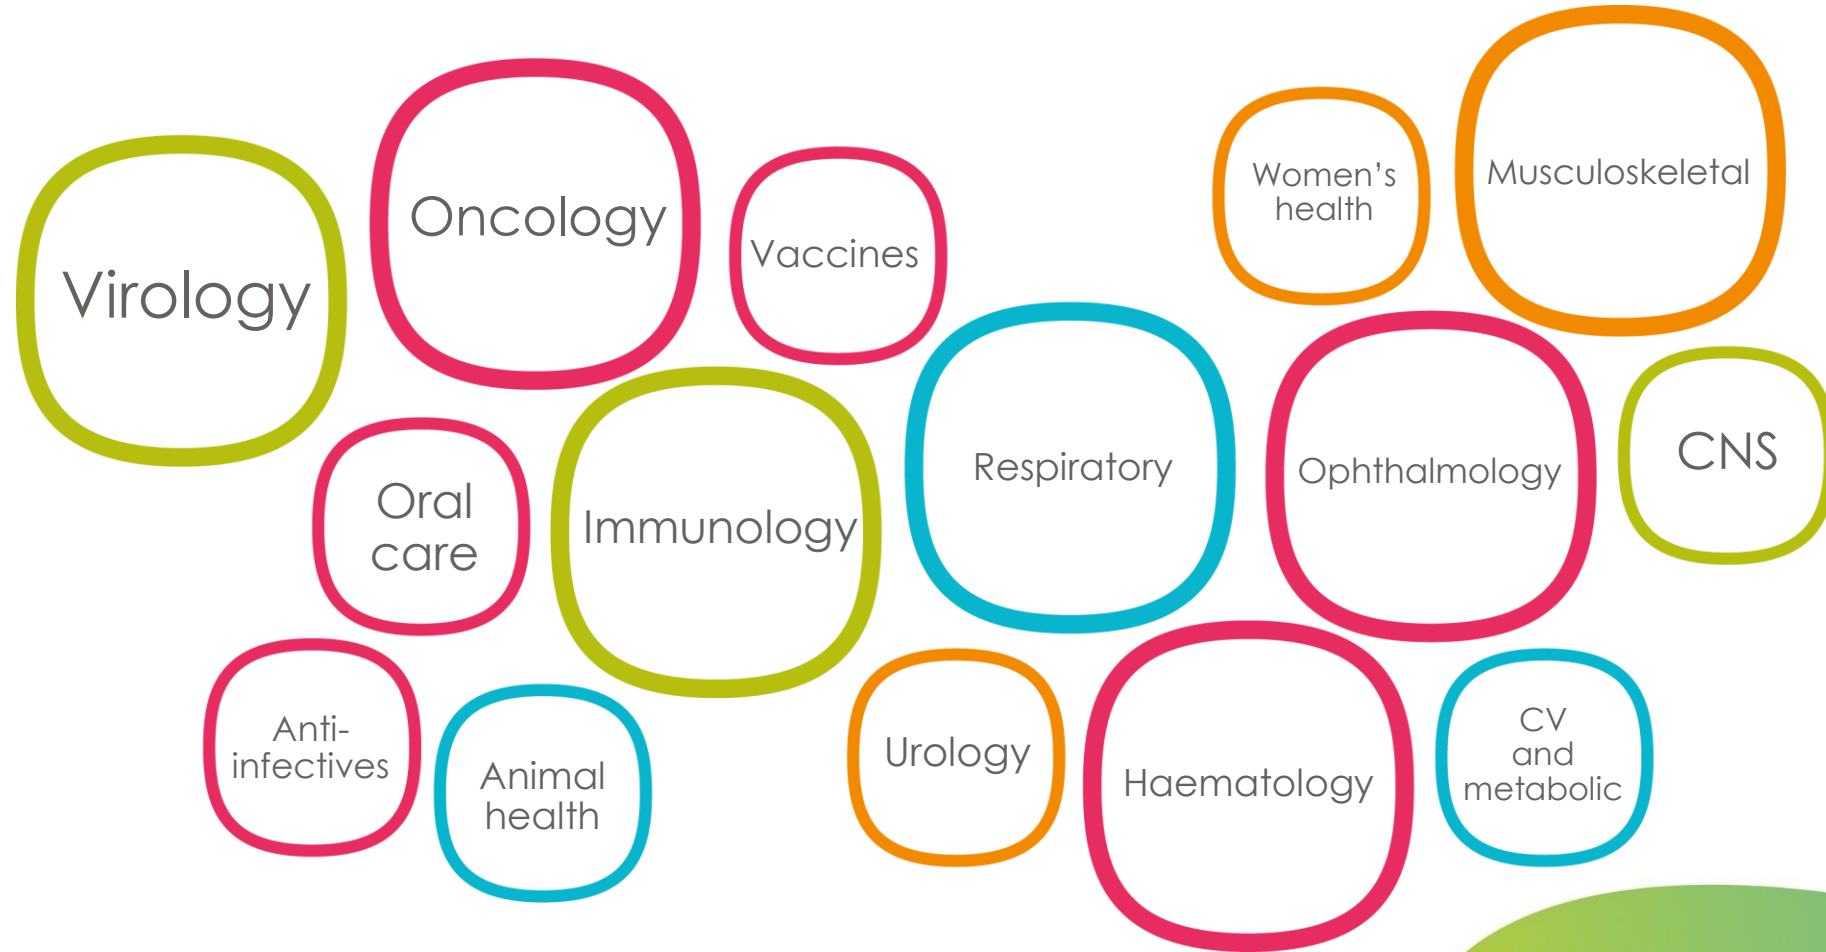 Virology
Oncology
Vaccines
Women's
health
Musculoskeletal
Oral
care
Immunology
Respiratory
Ophthalmology
CNS
Anti-
infectives
Animal
health
Urology
Haematology
CV
and
metabolic